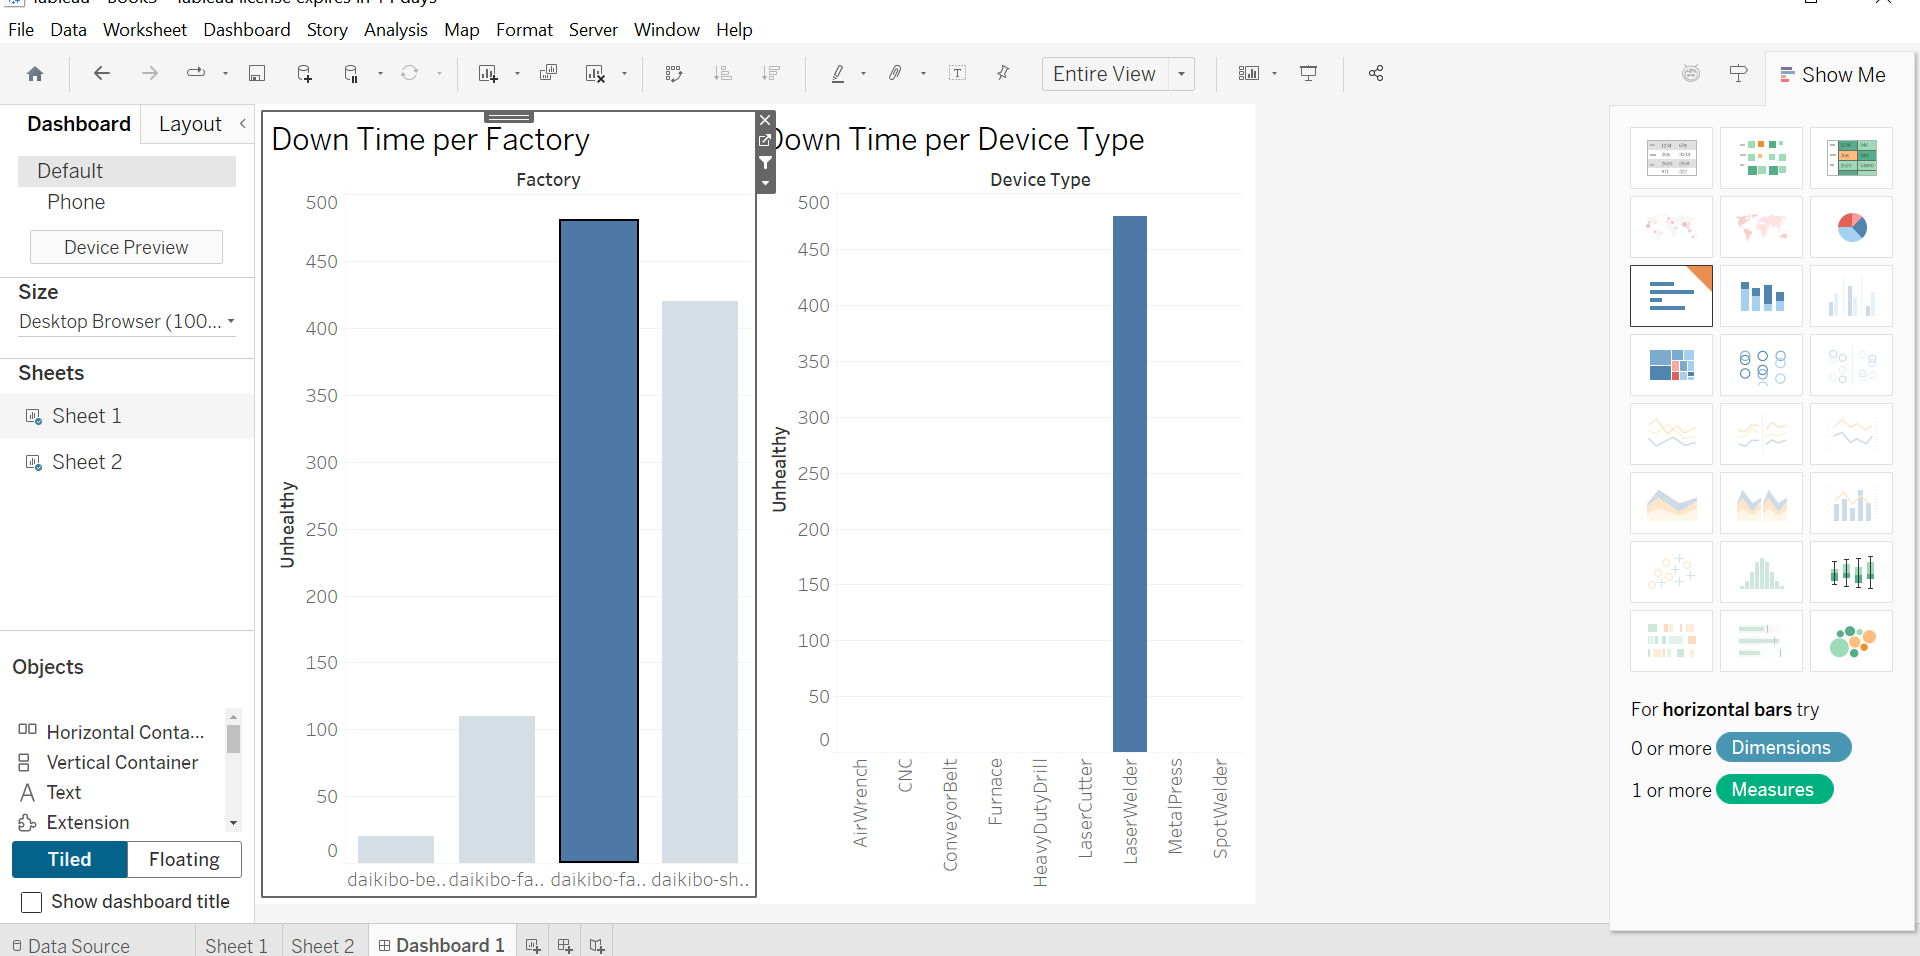 File Data Worksheet Dashboard Story Analysis Map Format Server Window Help
Entire View
Show Me
Dashboard Layout
Default
Phone
Device Preview
Size
Desktop Browser (100...
Sheets
Sheet 1
Sheet 2
Objects
Horizontal Conta...
Vertical Container
Text
Extension
Tiled Floating
Show dashboard title
Down Time per Factory
Factory
Unhealthy
500
450
400
350
300
250
200
150
100
50
0
daikibo-be.. daikibo-fa.. daikibo-fa.. daikibo-sh..
Down Time per Device Type
Device Type
Unhealthy
500
450
400
350
300
250
200
150
100
50
0
AirWrench
CNC
ConveyorBelt
Furnace
HeavyDutyDrill
LaserCutter
LaserWelder
MetalPress
SpotWelder
For horizontal bars try
0 or more Dimensions
1 or more Measures
Data Source Sheet 1 Sheet 2 Dashboard 1